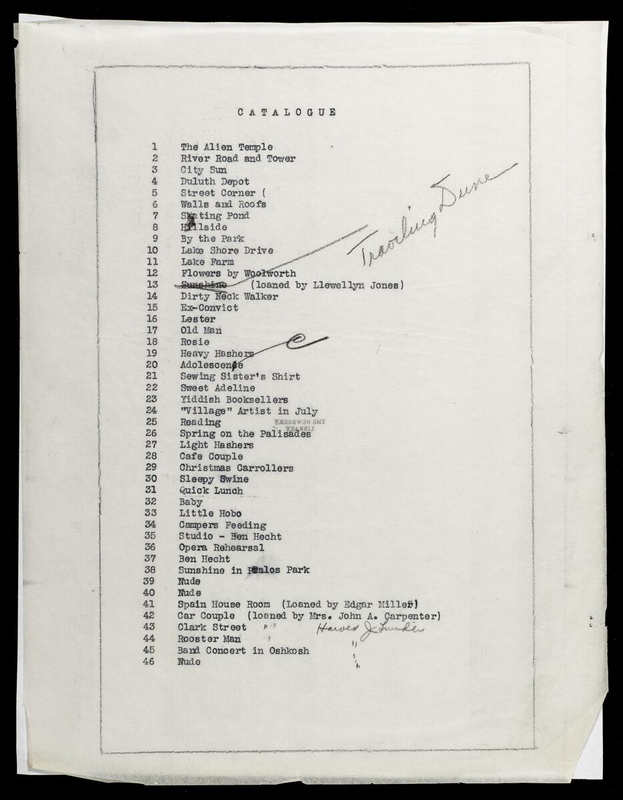 CATALOGUE
1 The Alien Temple
2 River Road and Tower
3 City Sun
4 Duluth Depot
5 Street Corner (
6 Walls and Roofs
7 Skating Pond
8 Hillside
9 By the Park
10 Lake Shore Drive
11 Lake Farm
12 Flowers by Woolworth
Traveling Dune
13 Sunshine (loaned by Llewellyn Jones)
14 Dirty Neck Walker
15 Ex-Convict
16 Lester
17 Old Man
18 Rosie
19 Heavy Hashers
c
20 Adolescense
21 Sewing Sister's Shirt
22 Sweet Adeline
23 Yiddish Booksellers
24 "Village" Artist in July
25 Reading
THE NEWBERRY
LIBRARY
26 Spring on the Palisades
27 Light Hashers
28 Cafe Couple
29 Christmas Carrollers
30 Sleepy Swine
31 Quick Lunch
32 Baby
33 Little Hobo
34 Campers Feeding
35 Studio - Ben Hecht
36 Opera Rehearsal
37 Ben Hecht
38 Sunshine in Palos Park
39 Nude
40 Nude
41 Spain House Room (Loaned by Edgar Miller)
42 Car Couple (loaned by Mrs. John A. Carpenter)
43 Clark Street "
44 Rooster Man "
45 Band Concert in Oshkosh "
46 Nude